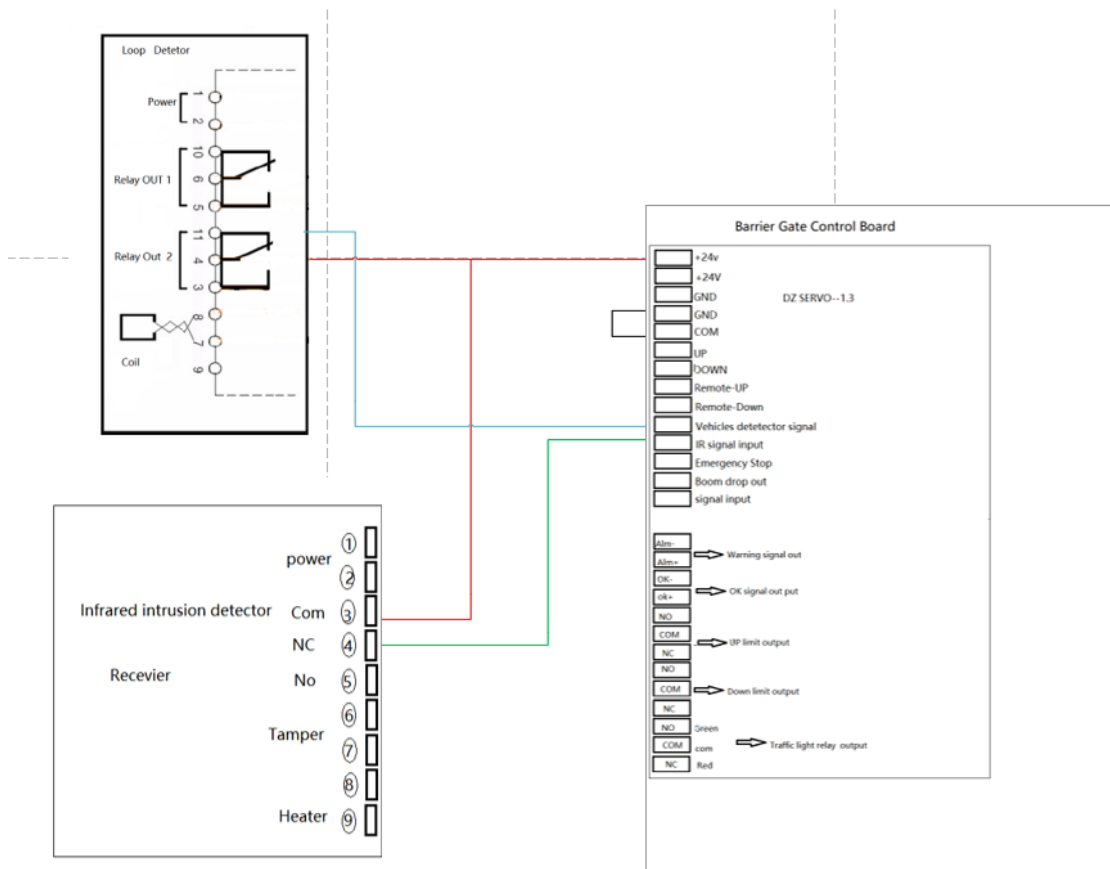 Loop Detetor
Power
1
2
Relay OUT 1
10
6
5
Relay Out 2
11
4
3
8
7
9
Coil
Barrier Gate Control Board
DZ SERVO--1.3
+24v
+24V
GND
GND
COM
UP
DOWN
Remote-UP
Remote-Down
Vehicles detetector signal
IR signal input
Emergency Stop
Boom drop out
signal input
Alm-
Alm+
Warning signal out
OK-
ok+
OK signal out put
NO
COM
NC
UP limit output
NO
COM
NC
Down limit output
NO Green
COM com
NC Red
Traffic light relay output
Infrared intrusion detector
Recevier
power
1
2
Com 3
NC 4
No 5
Tamper
6
7
8
Heater 9